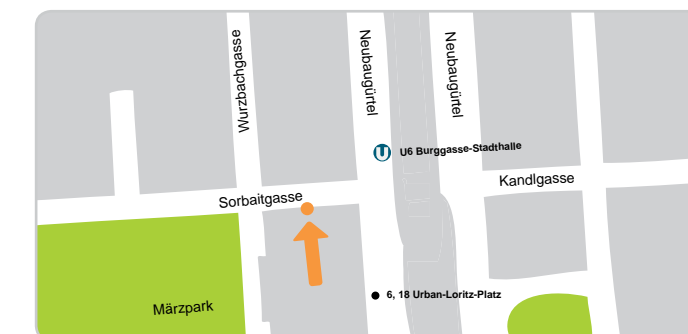 Wurzbachgasse
Neubaugürtel
Neubaugürtel
U
U6 Burggasse-Stadthalle
Kandlgasse
Sorbaitgasse
6, 18 Urban-Loritz-Platz
Märzpark